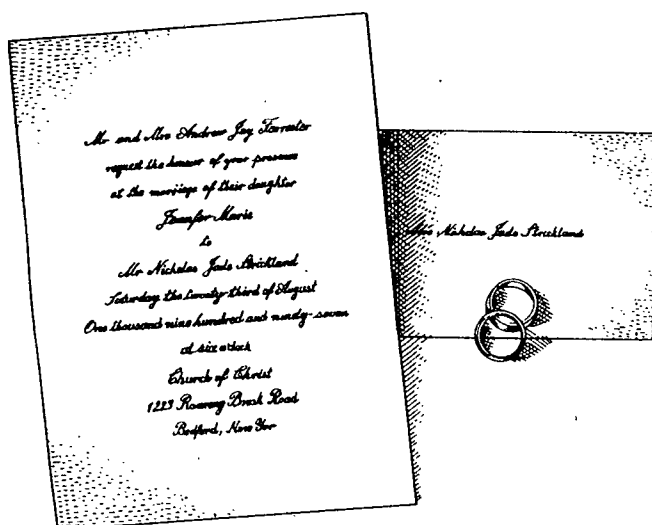 Mr and Mrs Andrew Jay Forrester
request the honour of your presence
at the marriage of their daughter
Jennifer Marie
to
Mr Nicholas Jade Strickland
Saturday the twenty-third of August
One thousand nine hundred and ninety-seven
at six o'clock
Church of Christ
1223 Roaring Brook Road
Bedford, New Yor
Mrs Nicholas Jade Strickland